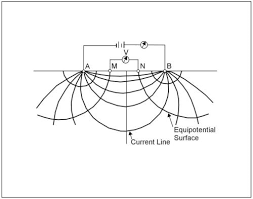 V
A M N B
Equipotential
Surface
Current Line